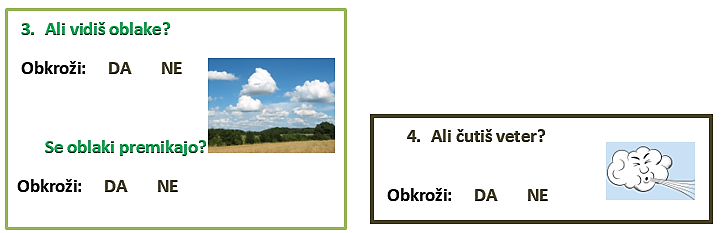 3. Ali vidiš oblake?
Obkroži: DA NE
Se oblaki premikajo?
Obkroži: DA NE
4. Ali čutiš veter?
Obkroži: DA NE